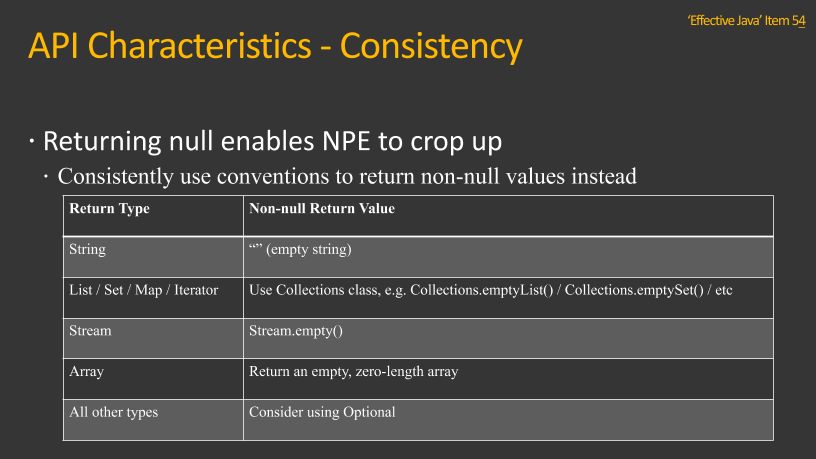 ‘Effective Java’ Item 54
API Characteristics - Consistency
· Returning null enables NPE to crop up
· Consistently use conventions to return non-null values instead
Return Type Non-null Return Value
String “” (empty string)
List / Set / Map / Iterator Use Collections class, e.g. Collections.emptyList() / Collections.emptySet() / etc
Stream Stream.empty()
Array Return an empty, zero-length array
All other types Consider using Optional